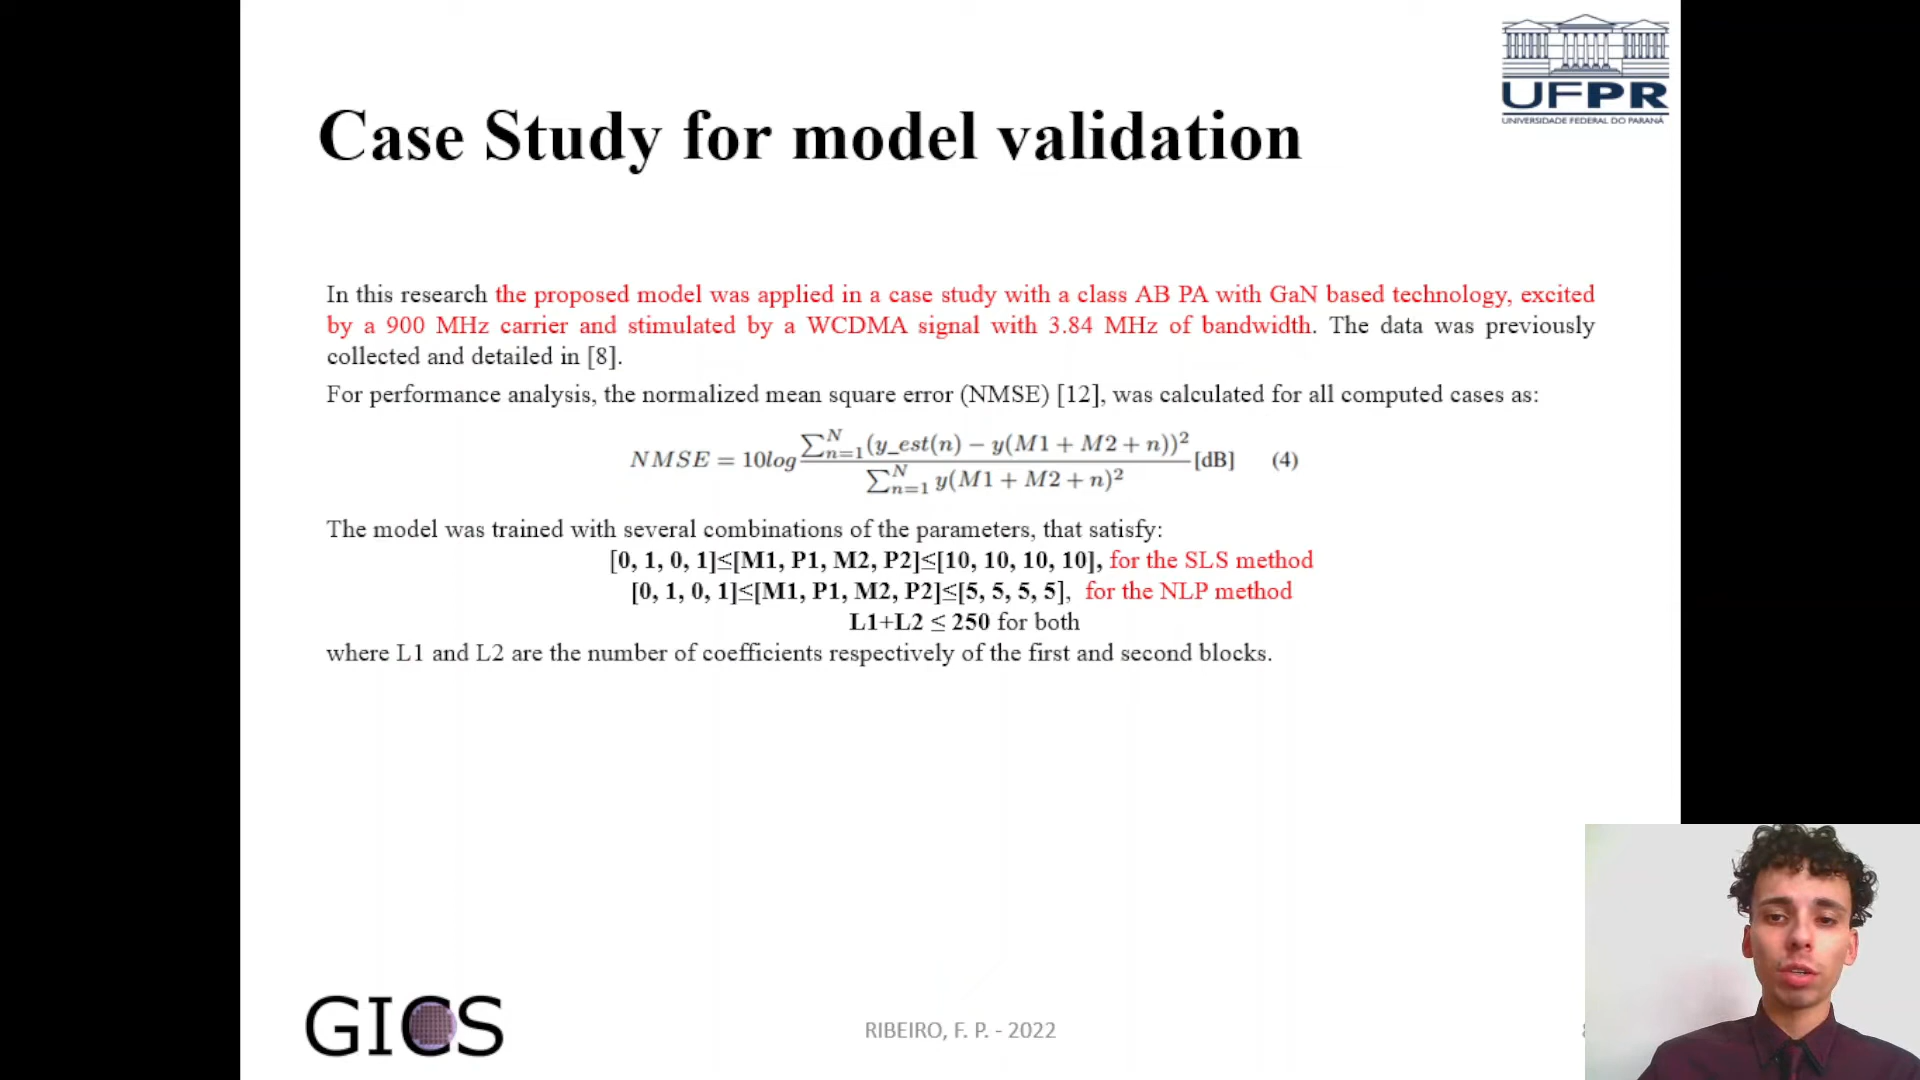 UFPR
UNIVERSIDADE FEDERAL DO PARANÁ
Case Study for model validation
In this research the proposed model was applied in a case study with a class AB PA with GaN based technology, excited
by a 900 MHz carrier and stimulated by a WCDMA signal with 3.84 MHz of bandwidth. The data was previously
collected and detailed in [8].
For performance analysis, the normalized mean square error (NMSE) [12], was calculated for all computed cases as:
NMSE = 10log \frac{\sum_{n=1}^{N}(y\_est(n) − y(M1 + M2 + n))^2}{\sum_{n=1}^{N} y(M1 + M2 + n)^2} [dB] (4)
The model was trained with several combinations of the parameters, that satisfy:
[0, 1, 0, 1]≤[M1, P1, M2, P2]≤[10, 10, 10, 10], for the SLS method
[0, 1, 0, 1]≤[M1, P1, M2, P2]≤[5, 5, 5, 5], for the NLP method
L1+L2 ≤ 250 for both
where L1 and L2 are the number of coefficients respectively of the first and second blocks.
GICS
RIBEIRO, F. P. - 2022